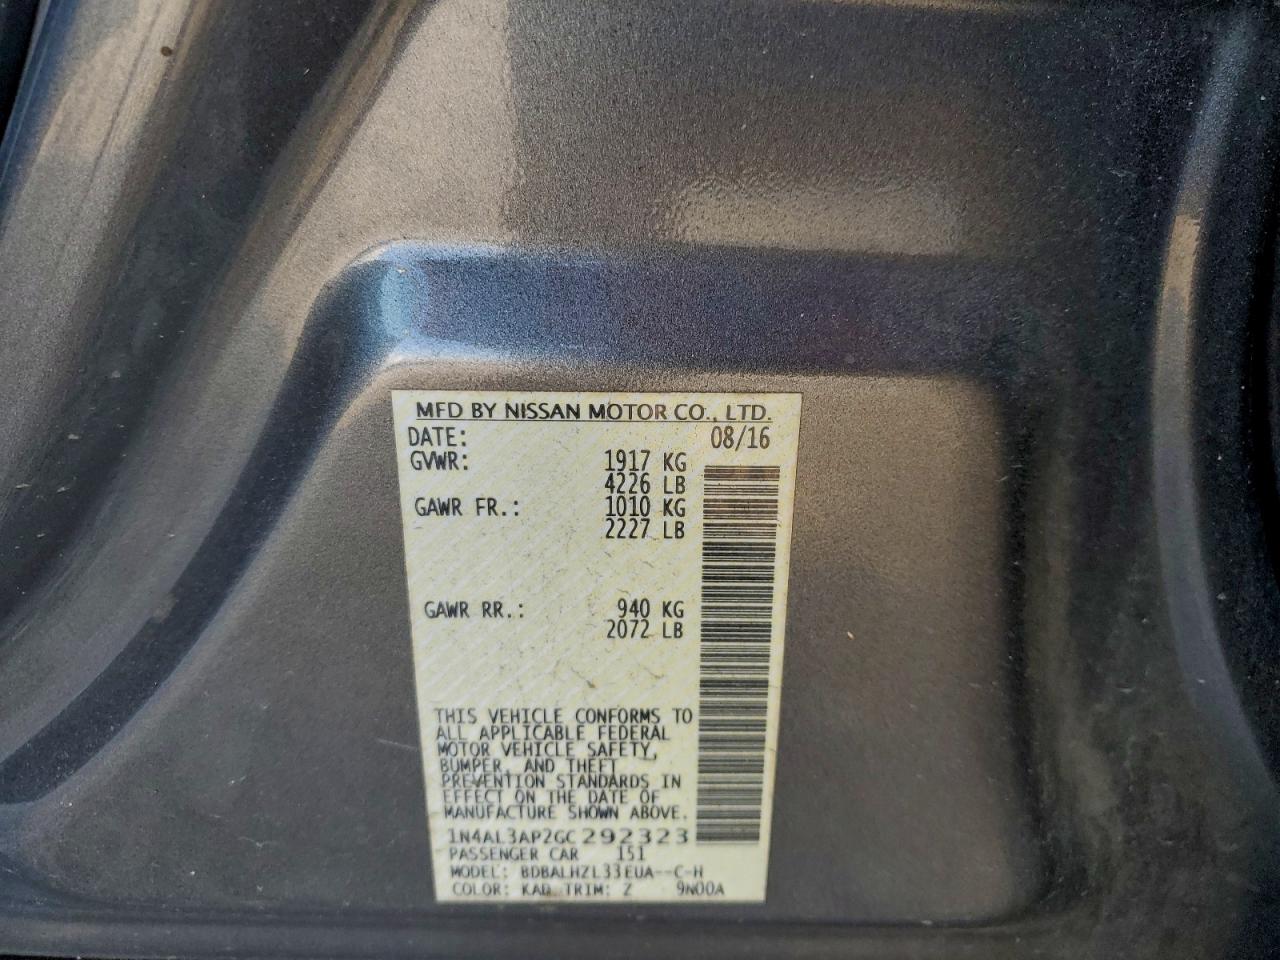 MFD BY NISSAN MOTOR CO., LTD.
DATE: 08/16
GVWR: 1917 KG
4226 LB
GAWR FR.: 1010 KG
2227 LB
GAWR RR.: 940 KG
2072 LB
THIS VEHICLE CONFORMS TO
ALL APPLICABLE FEDERAL
MOTOR VEHICLE SAFETY,
BUMPER, AND THEFT
PREVENTION STANDARDS IN
EFFECT ON THE DATE OF
MANUFACTURE SHOWN ABOVE.
1N4AL3AP2GC292323
PASSENGER CAR 151
MODEL: BDBALHZL33EUA--C-H
COLOR: KAD TRIM: Z 9N00A